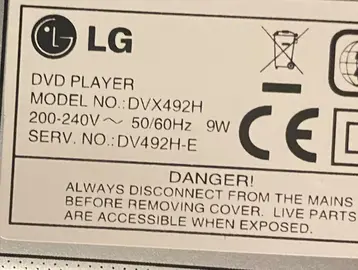 LG
DVD PLAYER
MODEL NO.:DVX492H
200-240V～ 50/60Hz 9W
SERV. NO.:DV492H-E
CE
DANGER!
ALWAYS DISCONNECT FROM THE MAINS
BEFORE REMOVING COVER. LIVE PARTS
ARE ACCESSIBLE WHEN EXPOSED.